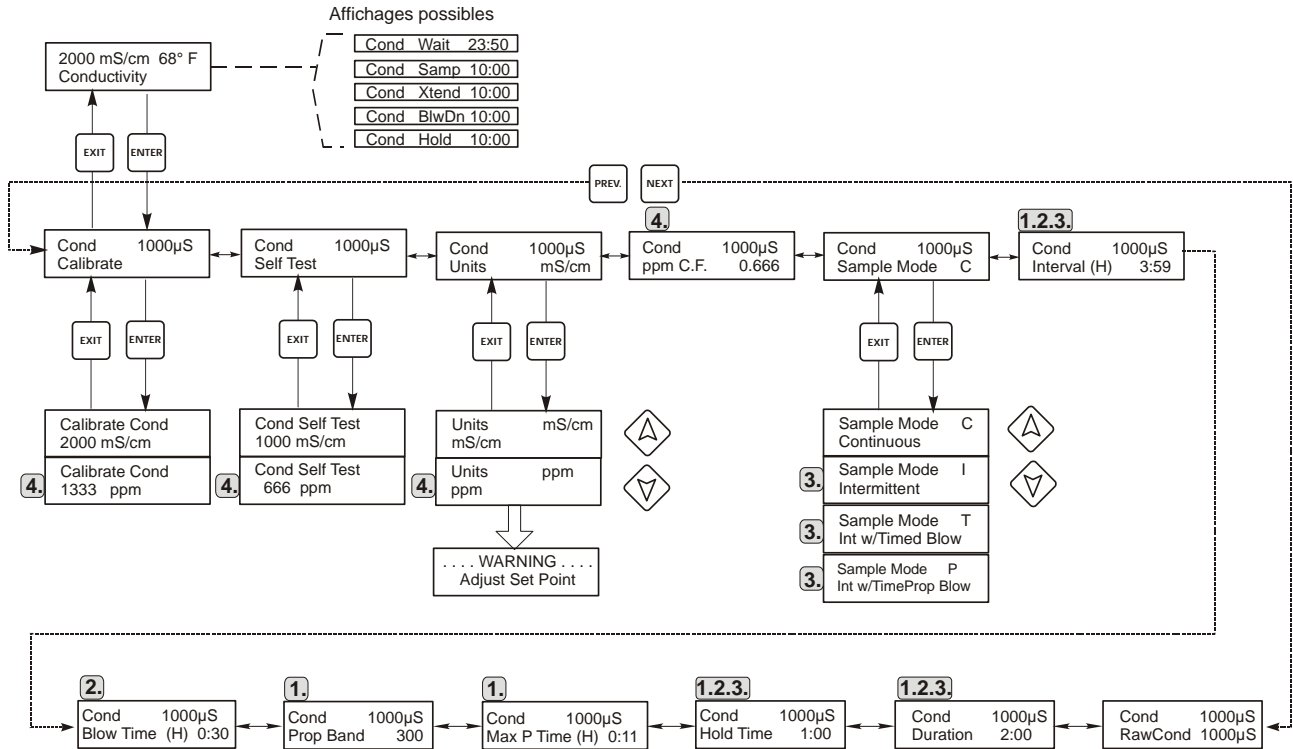 Affichages possibles
2000 mS/cm 68° F
Conductivity
Cond Wait 23:50
Cond Samp 10:00
Cond Xtend 10:00
Cond BlwDn 10:00
Cond Hold 10:00
EXIT
ENTER
PREV.
NEXT
Cond 1000µS
Calibrate
Cond 1000µS
Self Test
Cond 1000µS
Units mS/cm
4.
Cond 1000µS
ppm C.F. 0.666
Cond 1000µS
Sample Mode C
1.2.3.
Cond 1000µS
Interval (H) 3:59
EXIT
ENTER
EXIT
ENTER
EXIT
ENTER
EXIT
ENTER
Calibrate Cond
2000 mS/cm
4.
Calibrate Cond
1333 ppm
Cond Self Test
1000 mS/cm
4.
Cond Self Test
666 ppm
Units mS/cm
mS/cm
4.
Units ppm
ppm
. . . . WARNING . . . .
Adjust Set Point
Sample Mode C
Continuous
3.
Sample Mode I
Intermittent
3.
Sample Mode T
Int w/Timed Blow
3.
Sample Mode P
Int w/TimeProp Blow
2.
Cond 1000µS
Blow Time (H) 0:30
1.
Cond 1000µS
Prop Band 300
1.
Cond 1000µS
Max P Time (H) 0:11
1.2.3.
Cond 1000µS
Hold Time 1:00
1.2.3.
Cond 1000µS
Duration 2:00
Cond 1000µS
RawCond 1000µS